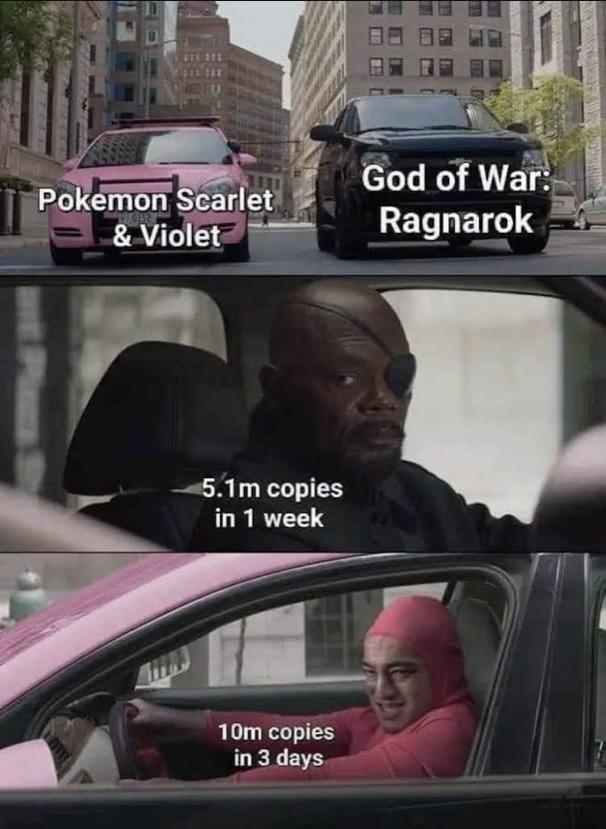 Pokemon Scarlet
& Violet
God of War:
Ragnarok
5.1m copies
in 1 week
10m copies
in 3 days